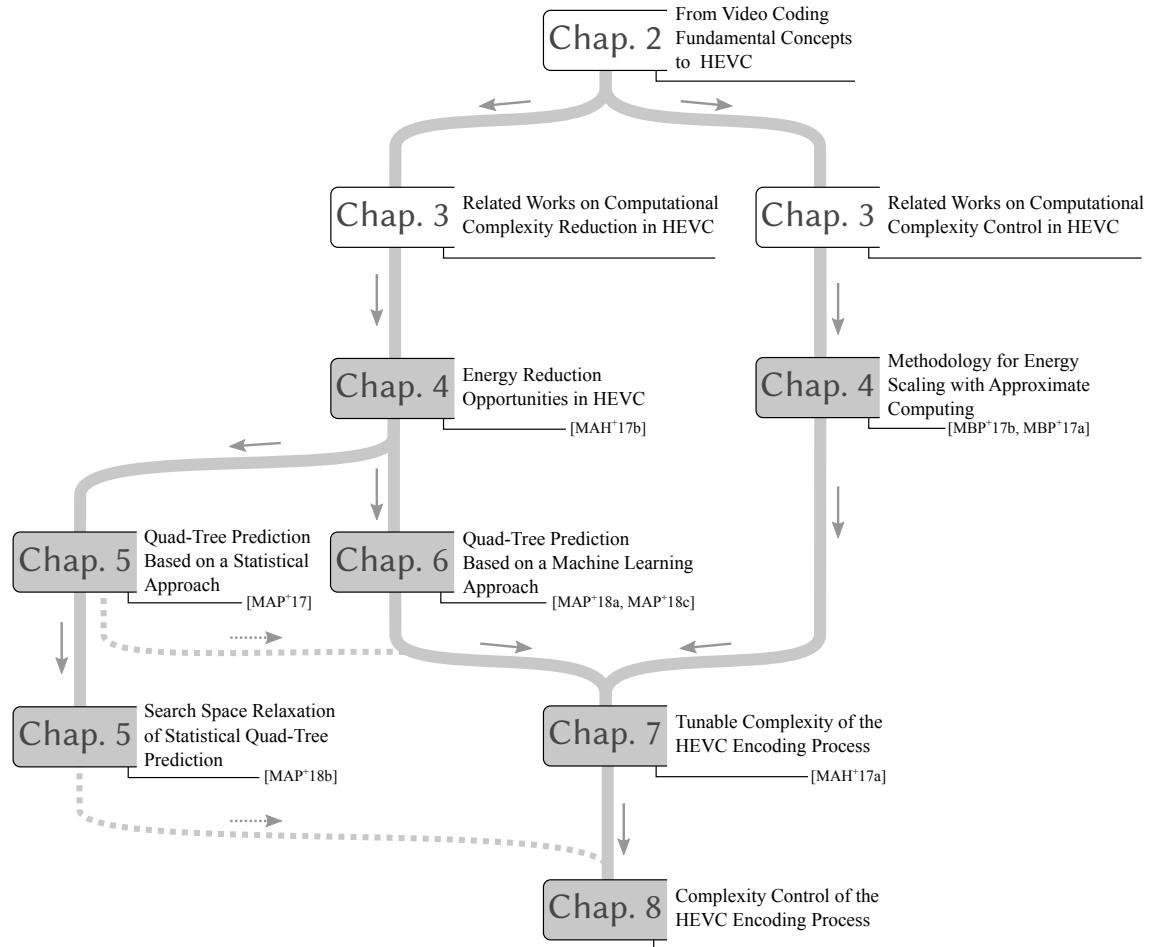 Chap. 2
From Video Coding
Fundamental Concepts
to HEVC
Chap. 3
Related Works on Computational
Complexity Reduction in HEVC
Chap. 3
Related Works on Computational
Complexity Control in HEVC
Chap. 4
Energy Reduction
Opportunities in HEVC
[MAH+17b]
Chap. 4
Methodology for Energy
Scaling with Approximate
Computing
[MBP+17b, MBP+17a]
Chap. 5
Quad-Tree Prediction
Based on a Statistical
Approach
[MAP+17]
Chap. 6
Quad-Tree Prediction
Based on a Machine Learning
Approach
[MAP+18a, MAP+18c]
Chap. 5
Search Space Relaxation
of Statistical Quad-Tree
Prediction
[MAP+18b]
Chap. 7
Tunable Complexity of the
HEVC Encoding Process
[MAH+17a]
Chap. 8
Complexity Control of the
HEVC Encoding Process